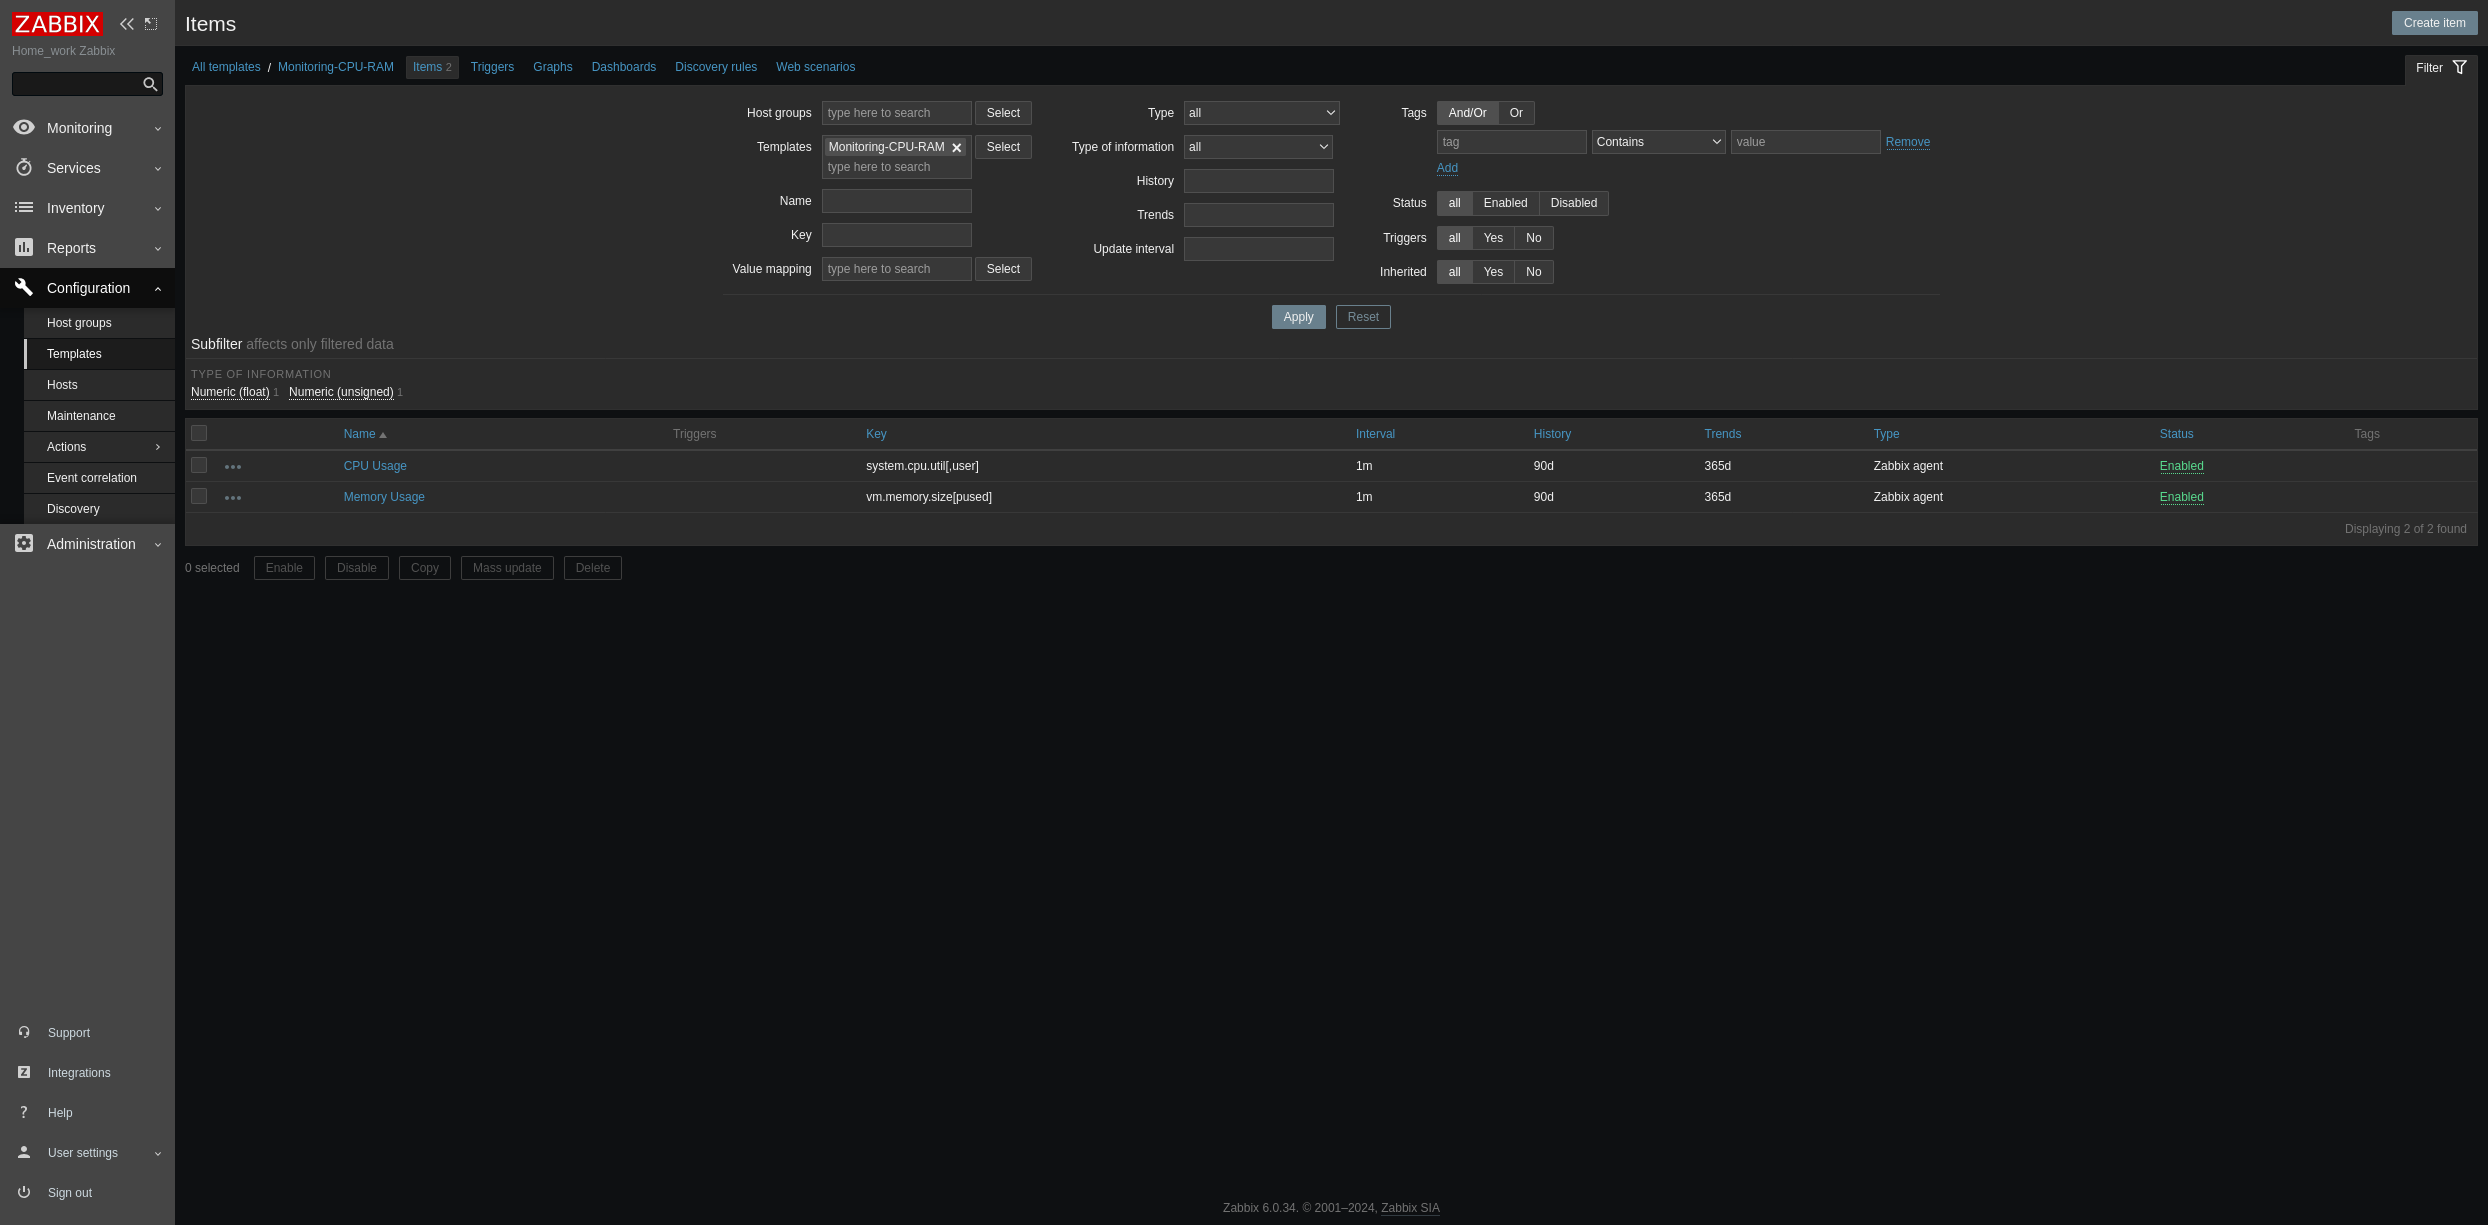 ZABBIX
Home_work Zabbix
Monitoring
Services
Inventory
Reports
Configuration
Host groups
Templates
Hosts
Maintenance
Actions
Event correlation
Discovery
Administration
Support
Integrations
Help
User settings
Sign out
Items
Create item
All templates / Monitoring-CPU-RAM Items 2 Triggers Graphs Dashboards Discovery rules Web scenarios
Filter
Host groups type here to search Select
Templates Monitoring-CPU-RAM Select
type here to search
Name
Key
Value mapping type here to search Select
Type all
Type of information all
History
Trends
Update interval
Tags And/Or Or
tag Contains value Remove
Add
Status all Enabled Disabled
Triggers all Yes No
Inherited all Yes No
Apply Reset
Subfilter affects only filtered data
TYPE OF INFORMATION
Numeric (float) 1 Numeric (unsigned) 1
Name Triggers Key Interval History Trends Type Status Tags
CPU Usage system.cpu.util[,user] 1m 90d 365d Zabbix agent Enabled
Memory Usage vm.memory.size[pused] 1m 90d 365d Zabbix agent Enabled
Displaying 2 of 2 found
0 selected Enable Disable Copy Mass update Delete
Zabbix 6.0.34. © 2001–2024, Zabbix SIA